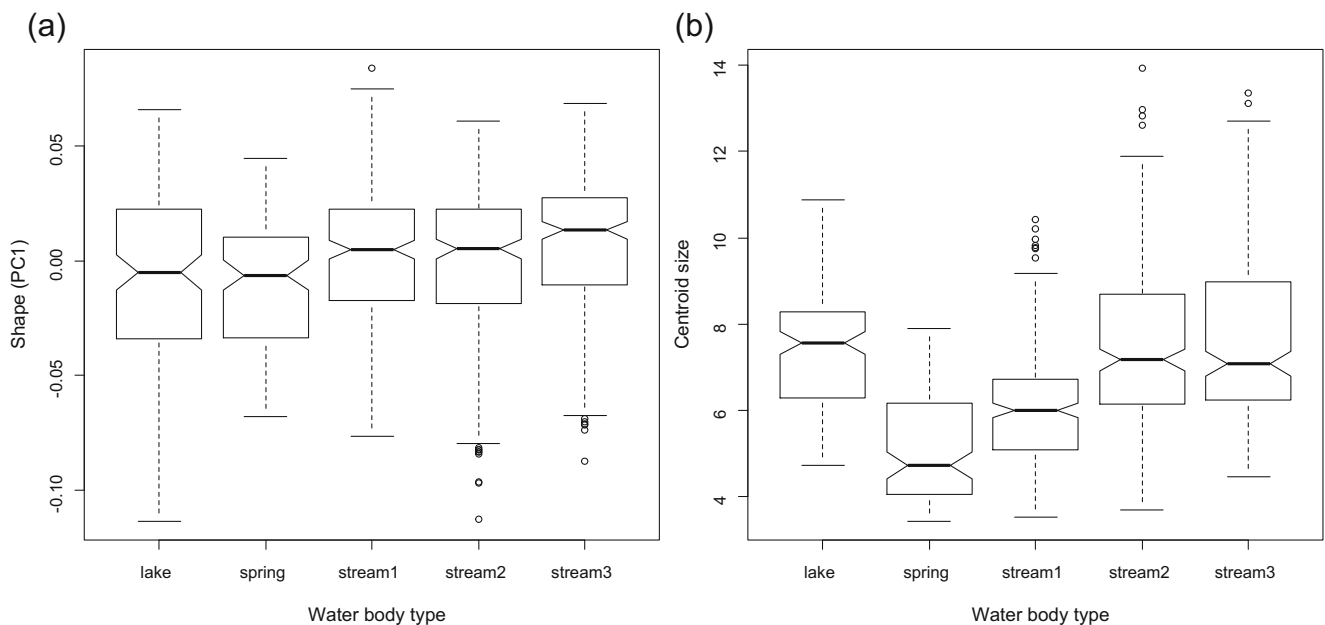 (a)
Shape (PC1)
0.05
0.00
-0.05
-0.10
lake spring stream1 stream2 stream3
Water body type
(b)
Centroid size
14
12
10
8
6
4
lake spring stream1 stream2 stream3
Water body type